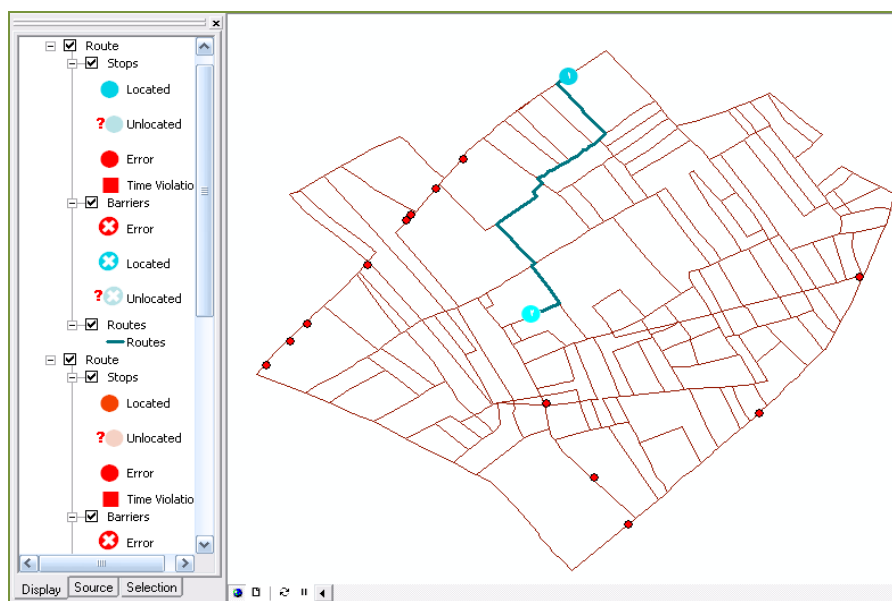 Route
Stops
Located
? Unlocated
Error
Time Violatio
Barriers
Error
Located
? Unlocated
Routes
Routes
Route
Stops
Located
? Unlocated
Error
Time Violatio
Barriers
Error
Display Source Selection